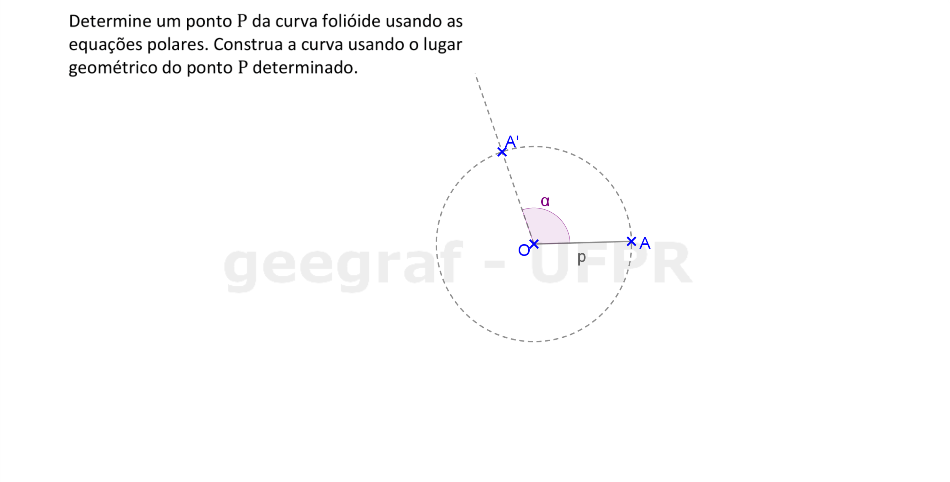 Determine um ponto P da curva folióide usando as
equações polares. Construa a curva usando o lugar
geométrico do ponto P determinado.
A'
α
O
A
p
geegraf - UFPR